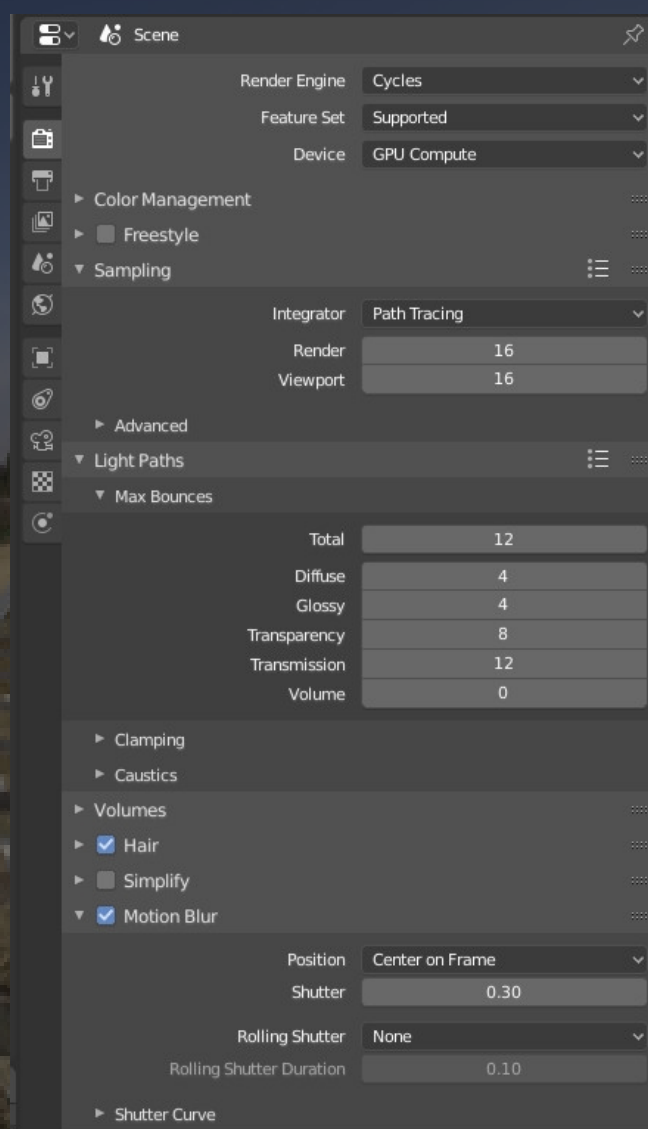 Scene
Render Engine Cycles
Feature Set Supported
Device GPU Compute
Color Management
Freestyle
Sampling
Integrator Path Tracing
Render 16
Viewport 16
Advanced
Light Paths
Max Bounces
Total 12
Diffuse 4
Glossy 4
Transparency 8
Transmission 12
Volume 0
Clamping
Caustics
Volumes
Hair
Simplify
Motion Blur
Position Center on Frame
Shutter 0.30
Rolling Shutter None
Rolling Shutter Duration 0.10
Shutter Curve